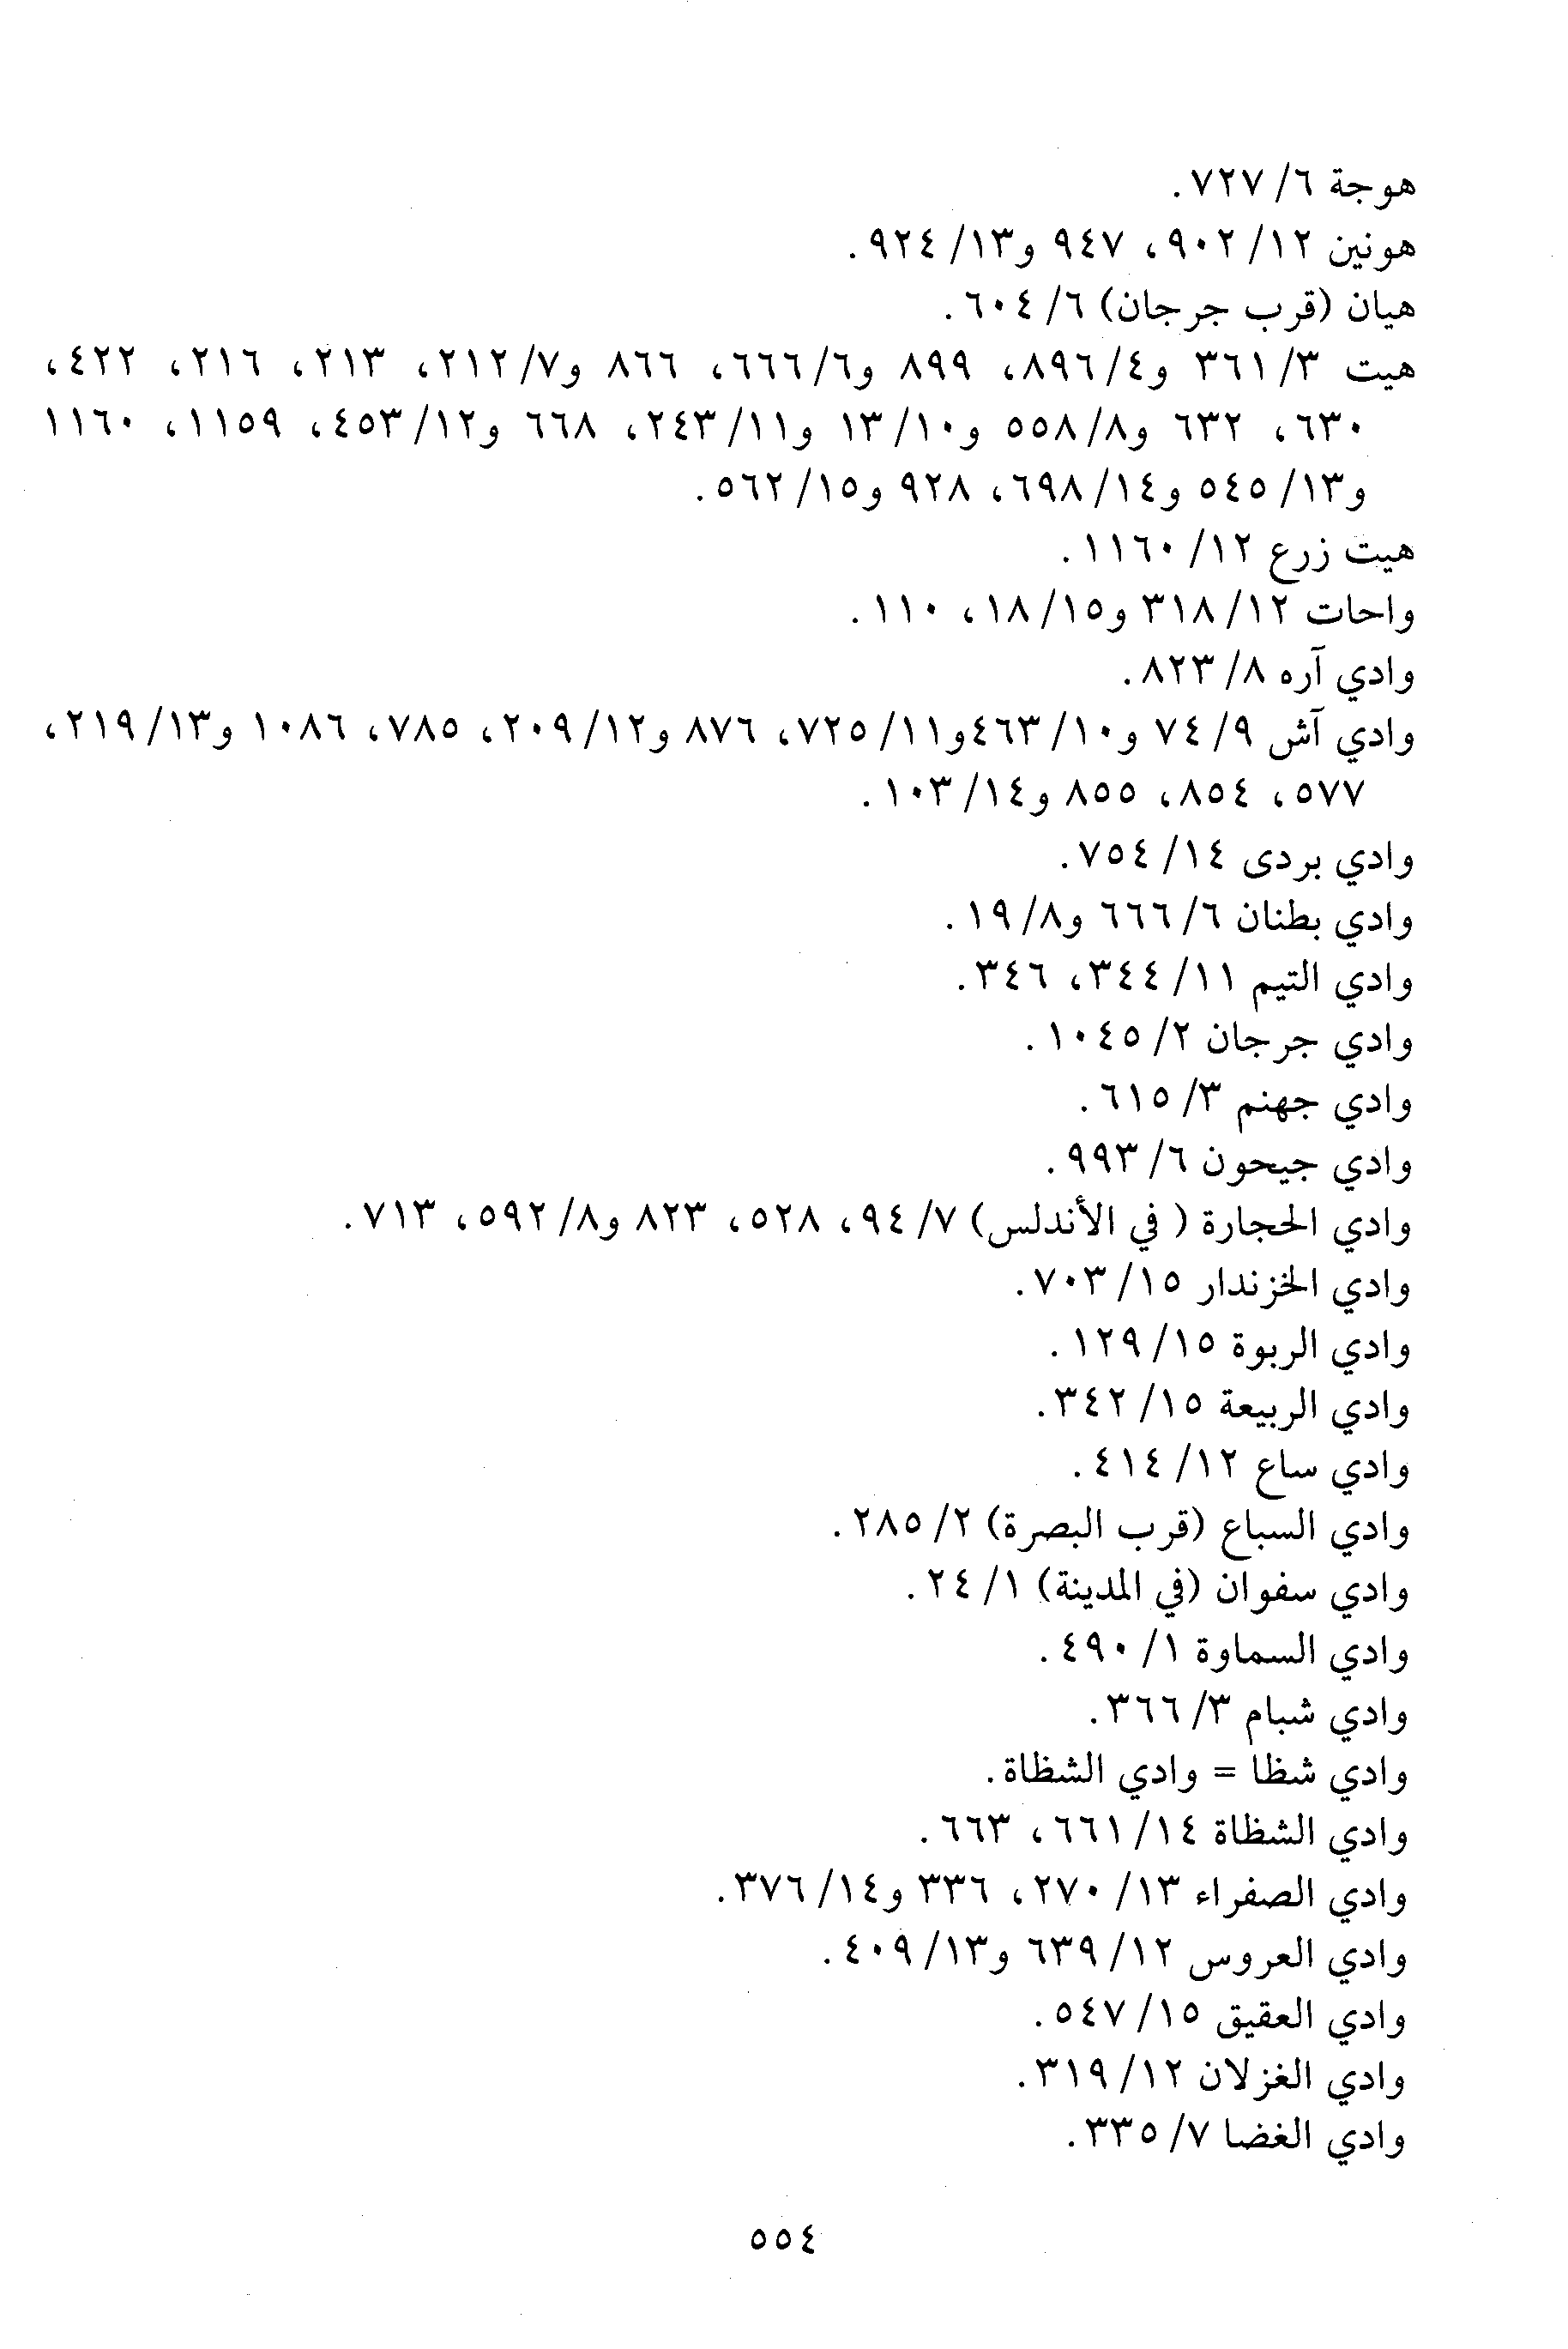 هوجة ٦/ ٧٢٧.
هونين ١٢/ ٩٠٢، ٩٤٧ و١٣/ ٩٢٤.
هيان (قرب جرجان) ٦/ ٦٠٤.
هيت ٣/ ٣٦١ و٤/ ٨٩٦، ٨٩٩ و٦/ ٦٦٦، ٨٦٦ و٧/ ٢١٢، ٢١٣، ٢١٦، ٤٢٢،
٦٣٠، ٦٣٢ و٨/ ٥٥٨ و١٠/ ١٣ و١١/ ٢٤٣، ٦٦٨ و١٢/ ٤٥٣، ١١٥٩، ١١٦٠
و١٣/ ٥٤٥ و١٤/ ٦٩٨، ٩٢٨ و١٥/ ٥٦٢.
هيت زرع ١٢/ ١١٦٠.
واحات ١٢/ ٣١٨ و١٥/ ١٨، ١١٠.
وادي آره ٨/ ٨٢٣.
وادي آش ٩/ ٧٤ و١٠/ ٤٦٣ و١١/ ٧٢٥، ٨٧٦ و١٢/ ٢٠٩، ٧٨٥، ١٠٨٦ و١٣/ ٢١٩،
٥٧٧، ٨٥٤، ٨٥٥ و١٤/ ١٠٣.
وادي بردى ١٤/ ٧٥٤.
وادي بطنان ٦/ ٦٦٦ و٨/ ١٩.
وادي التيم ١١/ ٣٤٤، ٣٤٦.
وادي جرجان ٢/ ١٠٤٥.
وادي جهنم ٣/ ٦١٥.
وادي جيحون ٦/ ٩٩٣.
وادي الحجارة ( في الأندلس) ٧/ ٩٤، ٥٢٨، ٨٢٣ و٨/ ٥٩٢، ٧١٣.
وادي الخزندار ١٥/ ٧٠٣.
وادي الربوة ١٥/ ١٢٩.
وادي الربيعة ١٥/ ٣٤٢.
وادي ساع ١٢/ ٤١٤.
وادي السباع (قرب البصرة) ٢/ ٢٨٥.
وادي سفوان (في المدينة) ١/ ٢٤.
وادي السماوة ١/ ٤٩٠.
وادي شبام ٣/ ٣٦٦.
وادي شظا = وادي الشظاة.
وادي الشظاة ١٤/ ٦٦١، ٦٦٣.
وادي الصفراء ١٣/ ٢٧٠، ٣٣٦ و١٤/ ٣٧٦.
وادي العروس ١٢/ ٦٣٩ و١٣/ ٤٠٩.
وادي العقيق ١٥/ ٥٤٧.
وادي الغزلان ١٢/ ٣١٩.
وادي الغضا ٧/ ٣٣٥.
٥٥٤